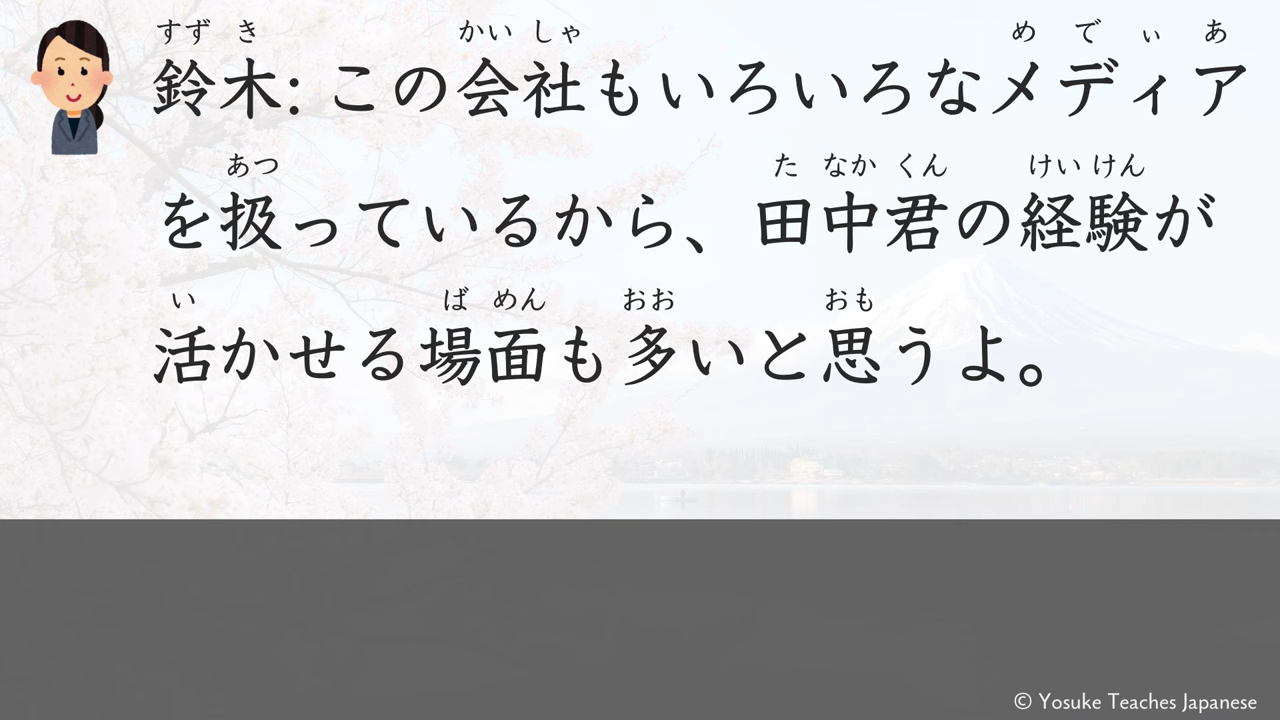 すず き かい しゃ め で ぃ あ
鈴木: この会社もいろいろなメディア
あつ た なか くん けい けん
を扱っているから、田中君の経験が
い ば めん おお おも
活かせる場面も多いと思うよ。
© Yosuke Teaches Japanese